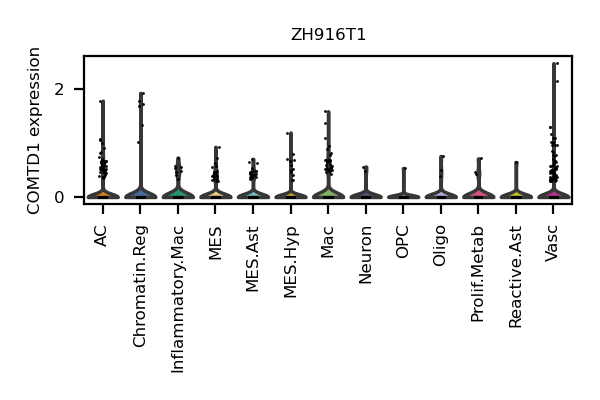 ZH916T1
COMTD1 expression
2
0
AC
Chromatin.Reg
Inflammatory.Mac
MES
MES.Ast
MES.Hyp
Mac
Neuron
OPC
Oligo
Prolif.Metab
Reactive.Ast
Vasc